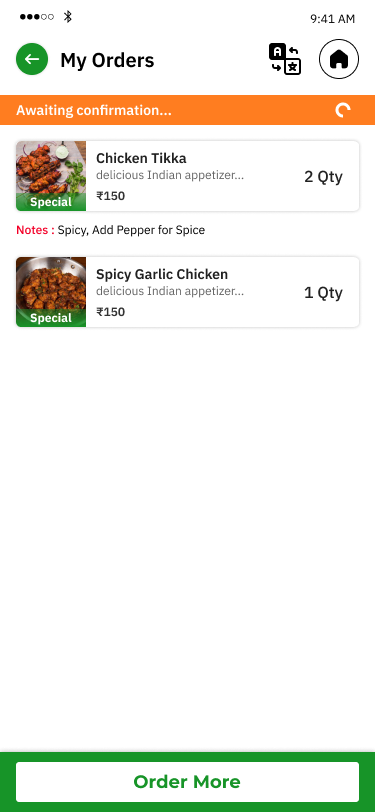 9:41 AM
My Orders
A
Awaiting confirmation...
Chicken Tikka
delicious Indian appetizer...
₹150
2 Qty
Special
Notes : Spicy, Add Pepper for Spice
Spicy Garlic Chicken
delicious Indian appetizer...
₹150
1 Qty
Special
Order More